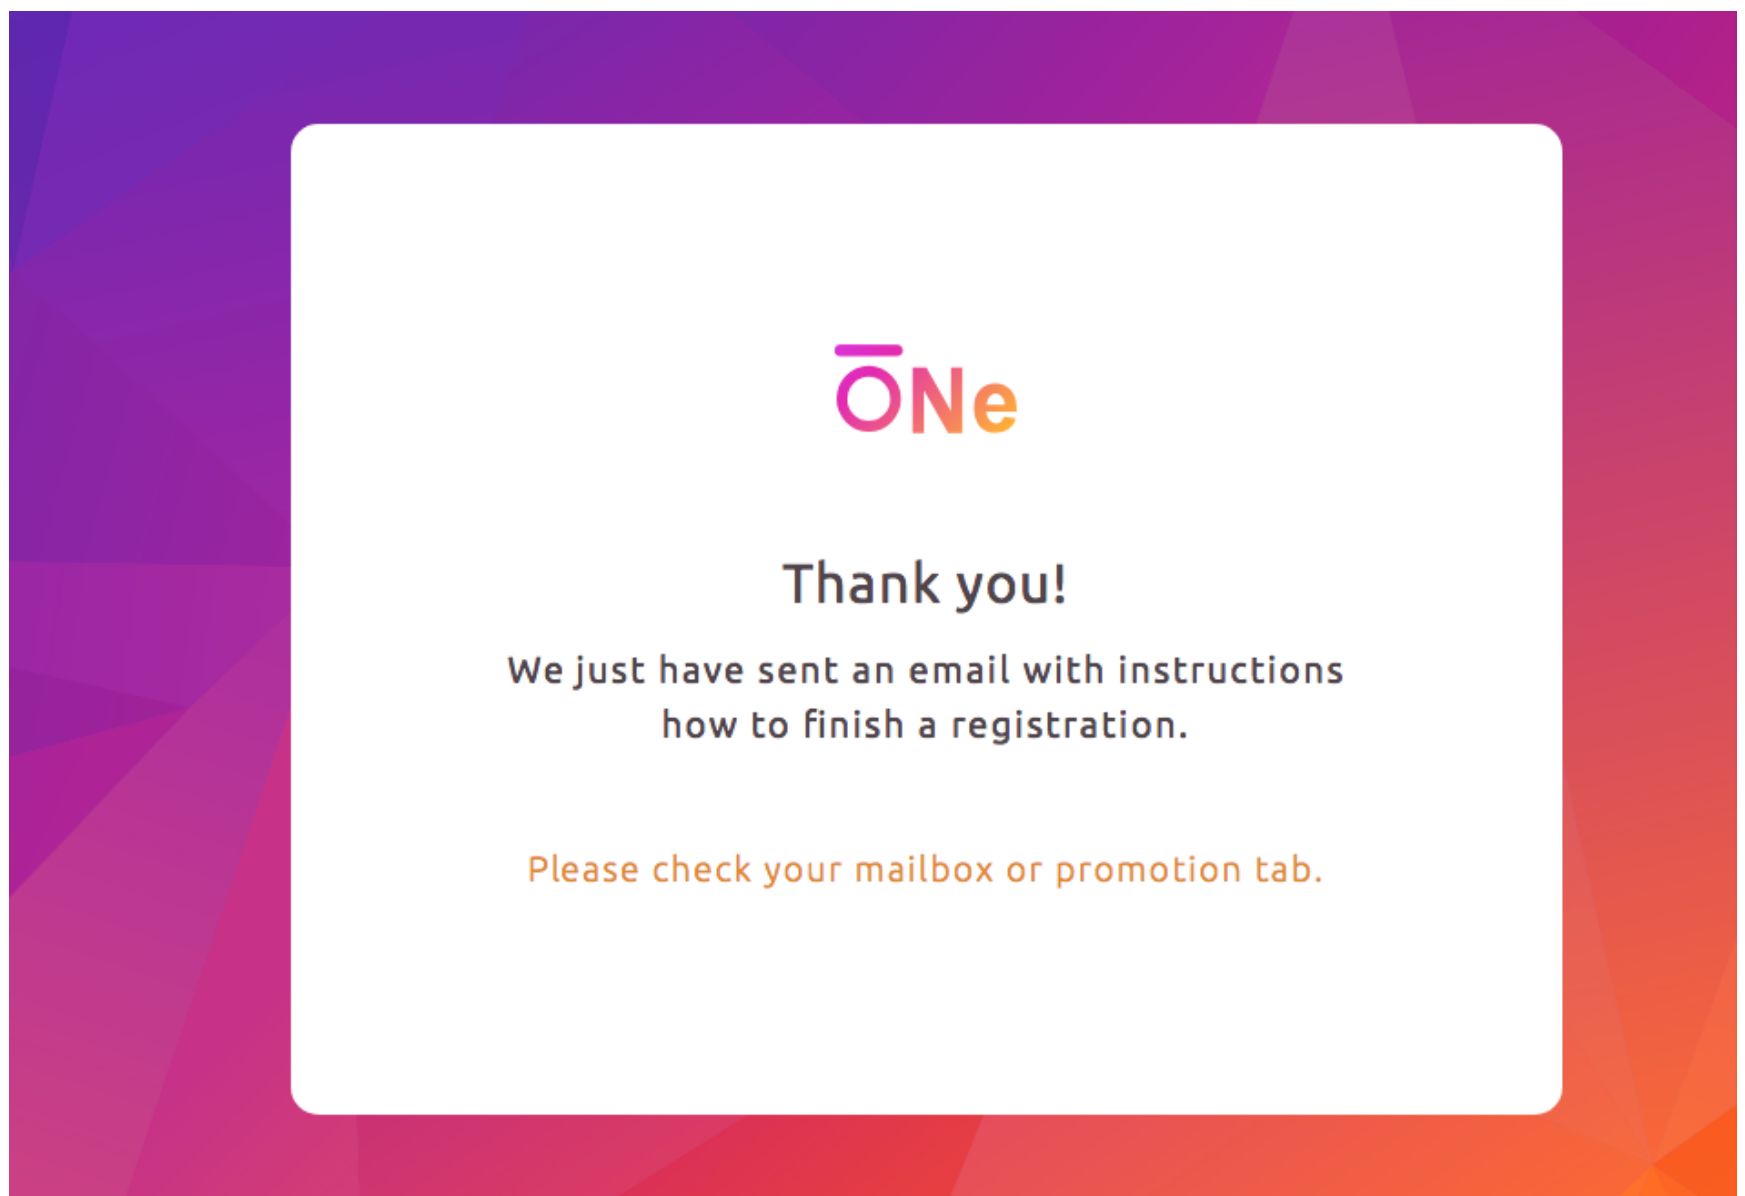 ŌNe
Thank you!
We just have sent an email with instructions
how to finish a registration.
Please check your mailbox or promotion tab.